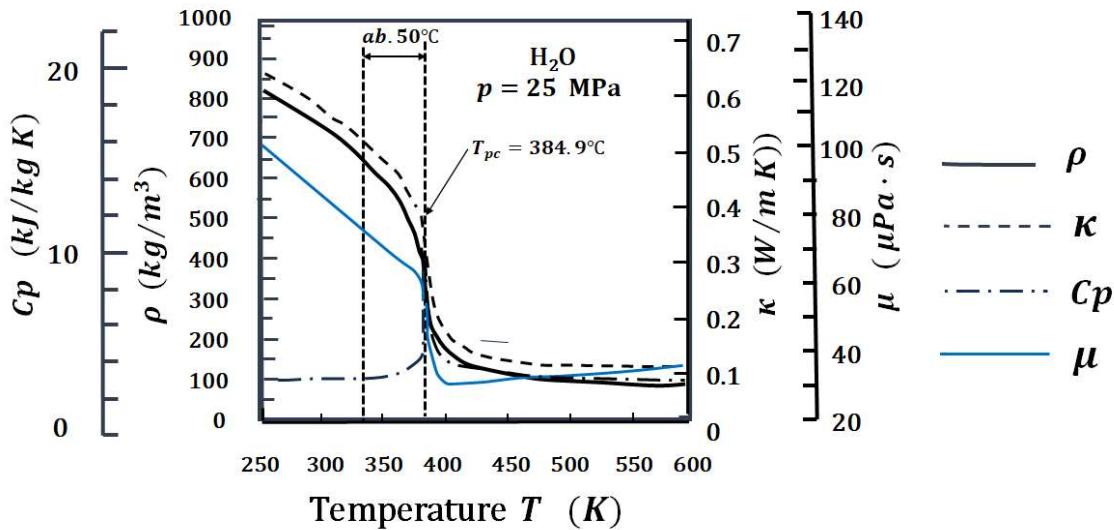 Cp (kJ/kg K)
20
10
0
ρ (kg/m³)
1000
900
800
700
600
500
400
300
200
100
0
ab. 50℃
H₂O
p = 25 MPa
T_pc = 384.9℃
250 300 350 400 450 500 550 600
Temperature T (K)
0.7
0.6
0.5
0.4
0.3
0.2
0.1
0
κ (W/m K)
140
120
100
80
60
40
20
μ (μPa · s)
ρ
κ
Cp
μ